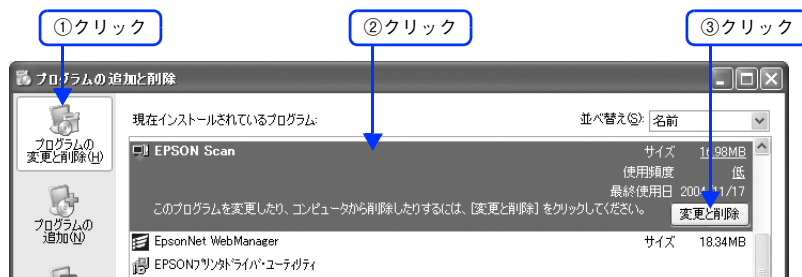 ①クリック
②クリック
③クリック
プログラムの追加と削除
プログラムの
変更と削除(H)
現在インストールされているプログラム:
並べ替え(S):
名前
EPSON Scan
サイズ
16.98MB
使用頻度
低
最終使用日
2004/11/17
このプログラムを変更したり、コンピュータから削除したりするには、[変更と削除] をクリックしてください。
変更と削除
プログラムの
追加(N)
EpsonNet WebManager
サイズ
18.34MB
EPSONプリンタドライバ・ユーティリティ